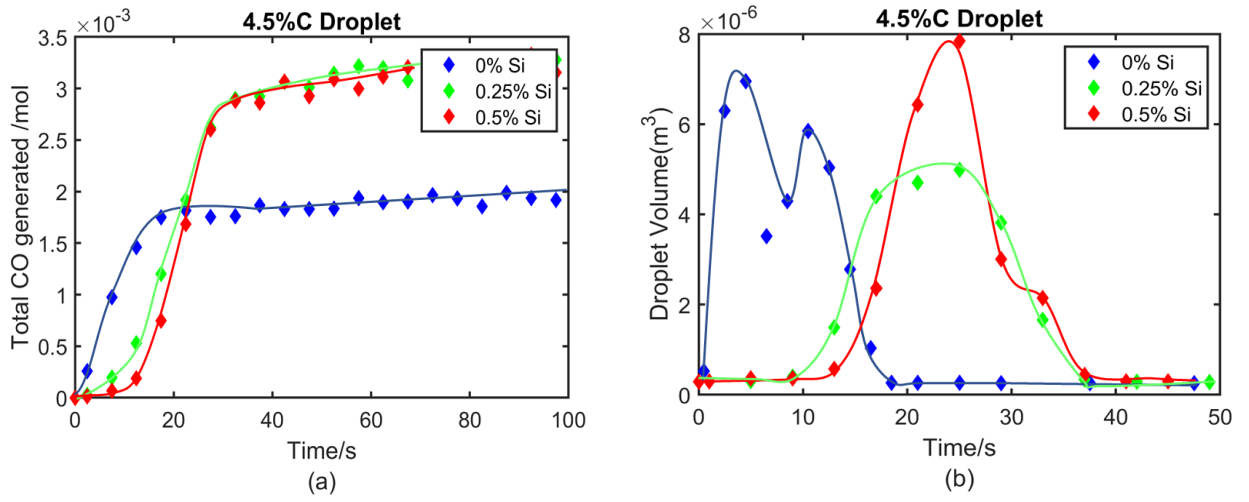 4.5%C Droplet
×10⁻³
3.5
3
2.5
2
1.5
1
0.5
0
0 20 40 60 80 100
Total CO generated /mol
Time/s
0% Si
0.25% Si
0.5% Si
(a)
4.5%C Droplet
×10⁻⁶
8
6
4
2
0
0 10 20 30 40 50
Droplet Volume(m³)
Time/s
0% Si
0.25% Si
0.5% Si
(b)